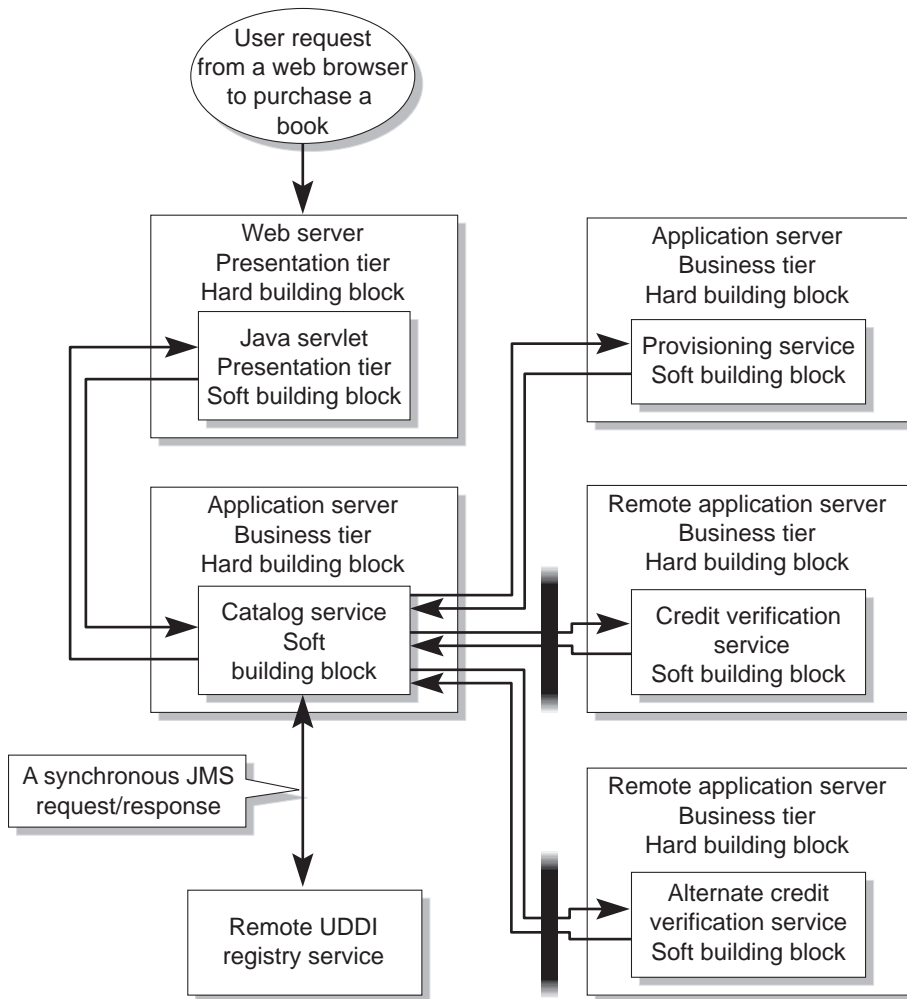 User request
from a web browser
to purchase a
book
Web server
Presentation tier
Hard building block
Java servlet
Presentation tier
Soft building block
Application server
Business tier
Hard building block
Provisioning service
Soft building block
Application server
Business tier
Hard building block
Catalog service
Soft
building block
Remote application server
Business tier
Hard building block
Credit verification
service
Soft building block
A synchronous JMS
request/response
Remote UDDI
registry service
Remote application server
Business tier
Hard building block
Alternate credit
verification service
Soft building block